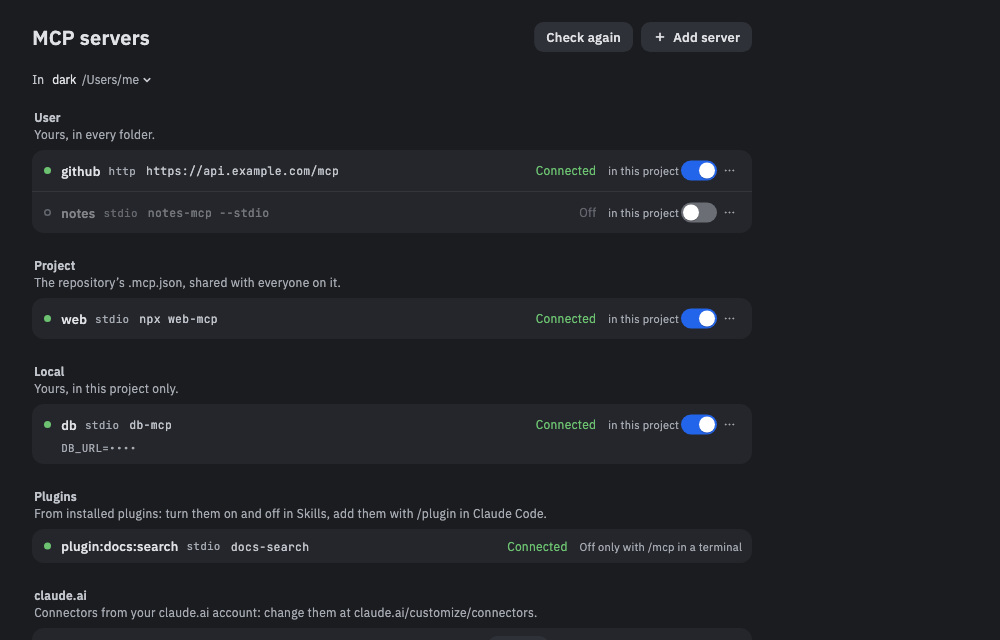 MCP servers
Check again
+ Add server
In dark /Users/me
User
Yours, in every folder.
github http https://api.example.com/mcp Connected in this project ···
notes stdio notes-mcp --stdio Off in this project ···
Project
The repository’s .mcp.json, shared with everyone on it.
web stdio npx web-mcp Connected in this project ···
Local
Yours, in this project only.
db stdio db-mcp Connected in this project ···
DB_URL=••••
Plugins
From installed plugins: turn them on and off in Skills, add them with /plugin in Claude Code.
plugin:docs:search stdio docs-search Connected Off only with /mcp in a terminal
claude.ai
Connectors from your claude.ai account: change them at claude.ai/customize/connectors.